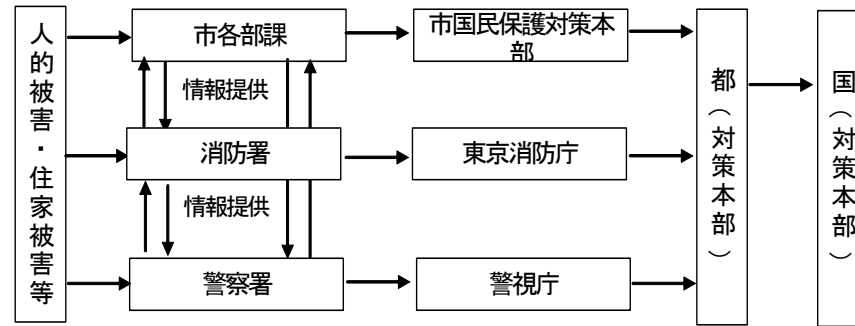 人的被害・住家被害等
市各部課
市国民保護対策本
部
情報提供
消防署
東京消防庁
情報提供
警察署
警視庁
都（対策本部）
国（対策本部）